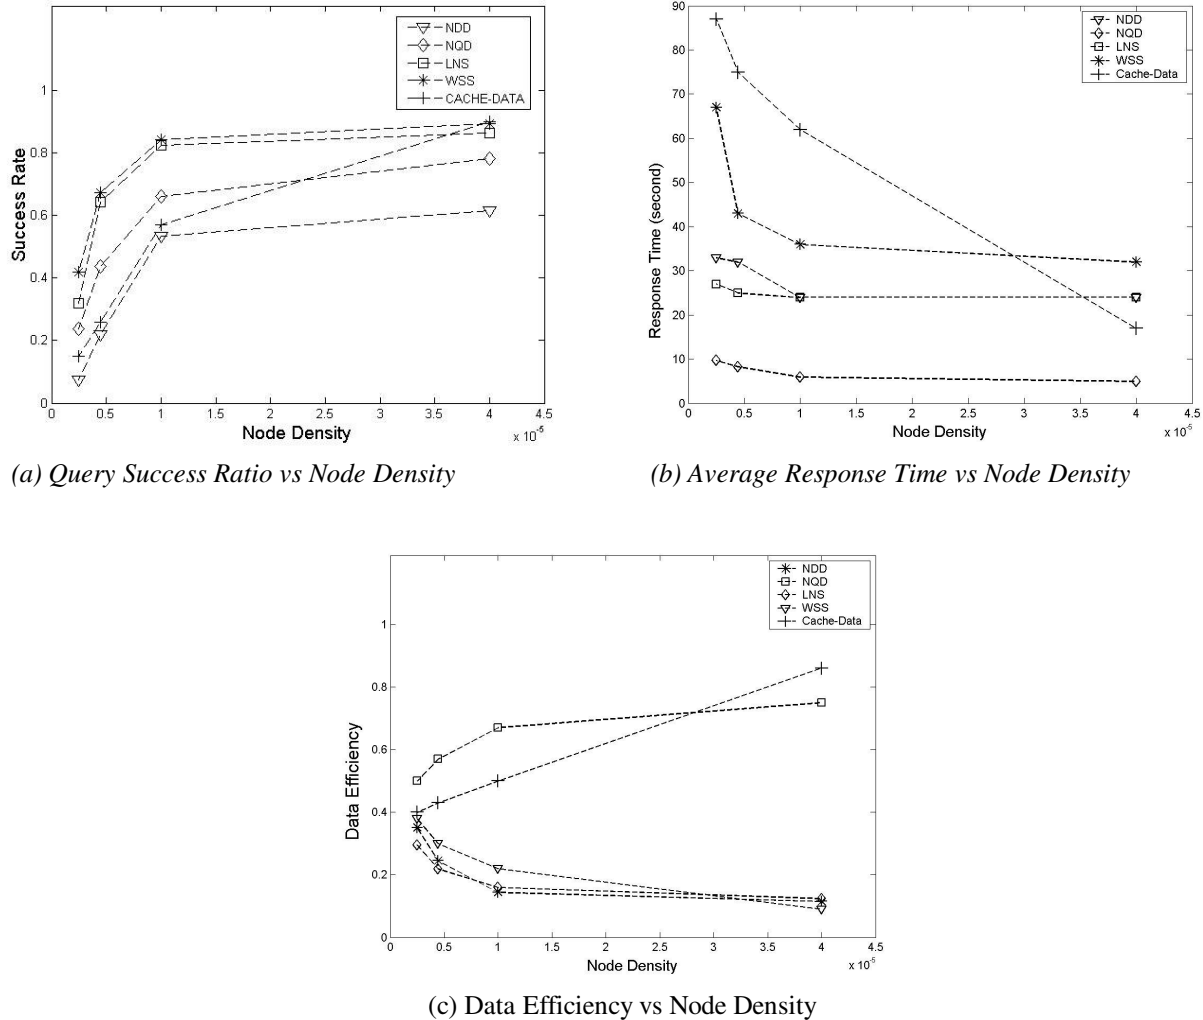 NDD
NQD
LNS
WSS
CACHE-DATA
1
0.8
0.6
0.4
0.2
0
Success Rate
0 0.5 1 1.5 2 2.5 3 3.5 4 4.5
Node Density
x 10-5
(a) Query Success Ratio vs Node Density
NDD
NQD
LNS
WSS
Cache-Data
90
80
70
60
50
40
30
20
10
0
Response Time (second)
0 0.5 1 1.5 2 2.5 3 3.5 4 4.5
Node Density
x 10-5
(b) Average Response Time vs Node Density
NDD
NQD
LNS
WSS
Cache-Data
1
0.8
0.6
0.4
0.2
0
Data Efficiency
0 0.5 1 1.5 2 2.5 3 3.5 4 4.5
Node Density
x 10-5
(c) Data Efficiency vs Node Density